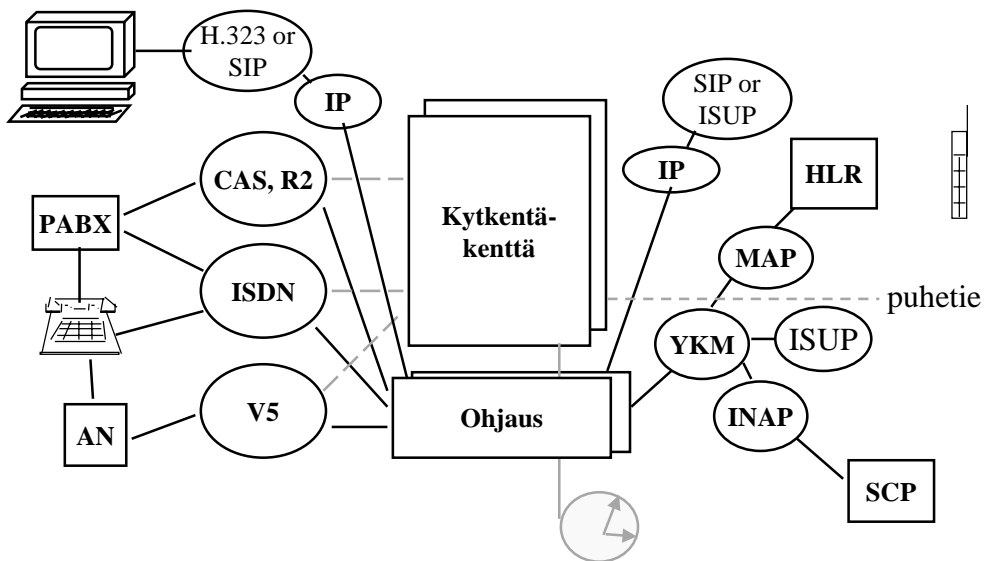 H.323 or
SIP
IP
SIP or
ISUP
IP
HLR
CAS, R2
PABX
Kytkentä-
kenttä
MAP
ISDN
puhetie
YKM
ISUP
V5
Ohjaus
INAP
AN
SCP